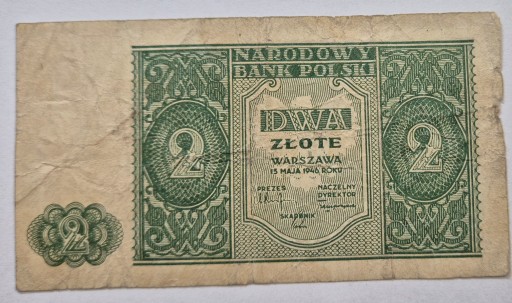 NARODOWY
BANK POLSKI
DWA
ZŁOTE
WARSZAWA
15 MAJA 1946 ROKU
PREZES
NACZELNY
DYREKTOR
SKARBNIK
2
2
2